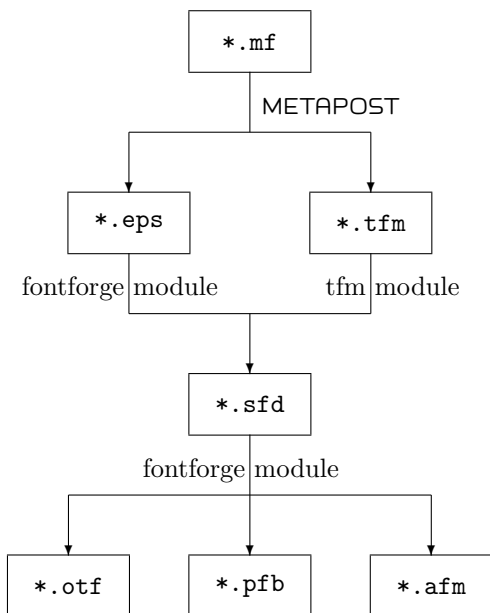 *.mf
METAPOST
*.eps *.tfm
fontforge module tfm module
*.sfd
fontforge module
*.otf *.pfb *.afm